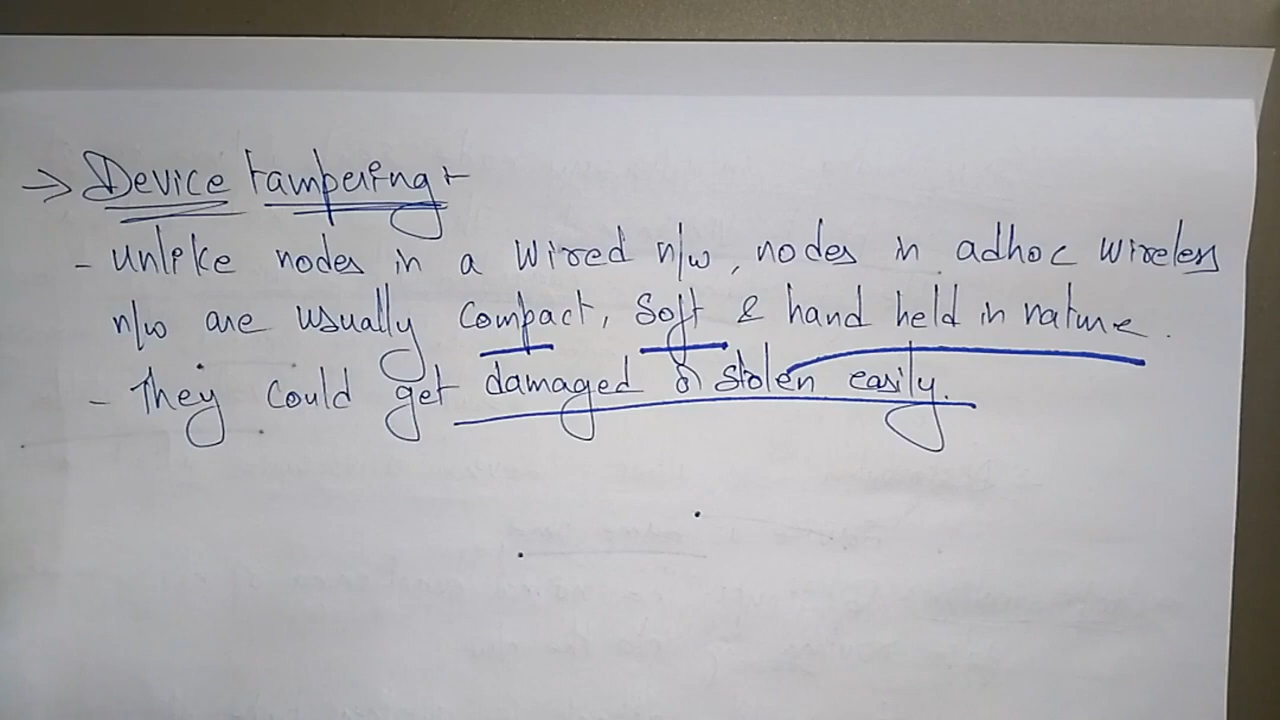 → Device tampering:-
- Unlike nodes in a wired n/w, nodes in adhoc wireless
n/w are usually compact, soft & hand held in nature.
- They could get damaged or stolen easily.